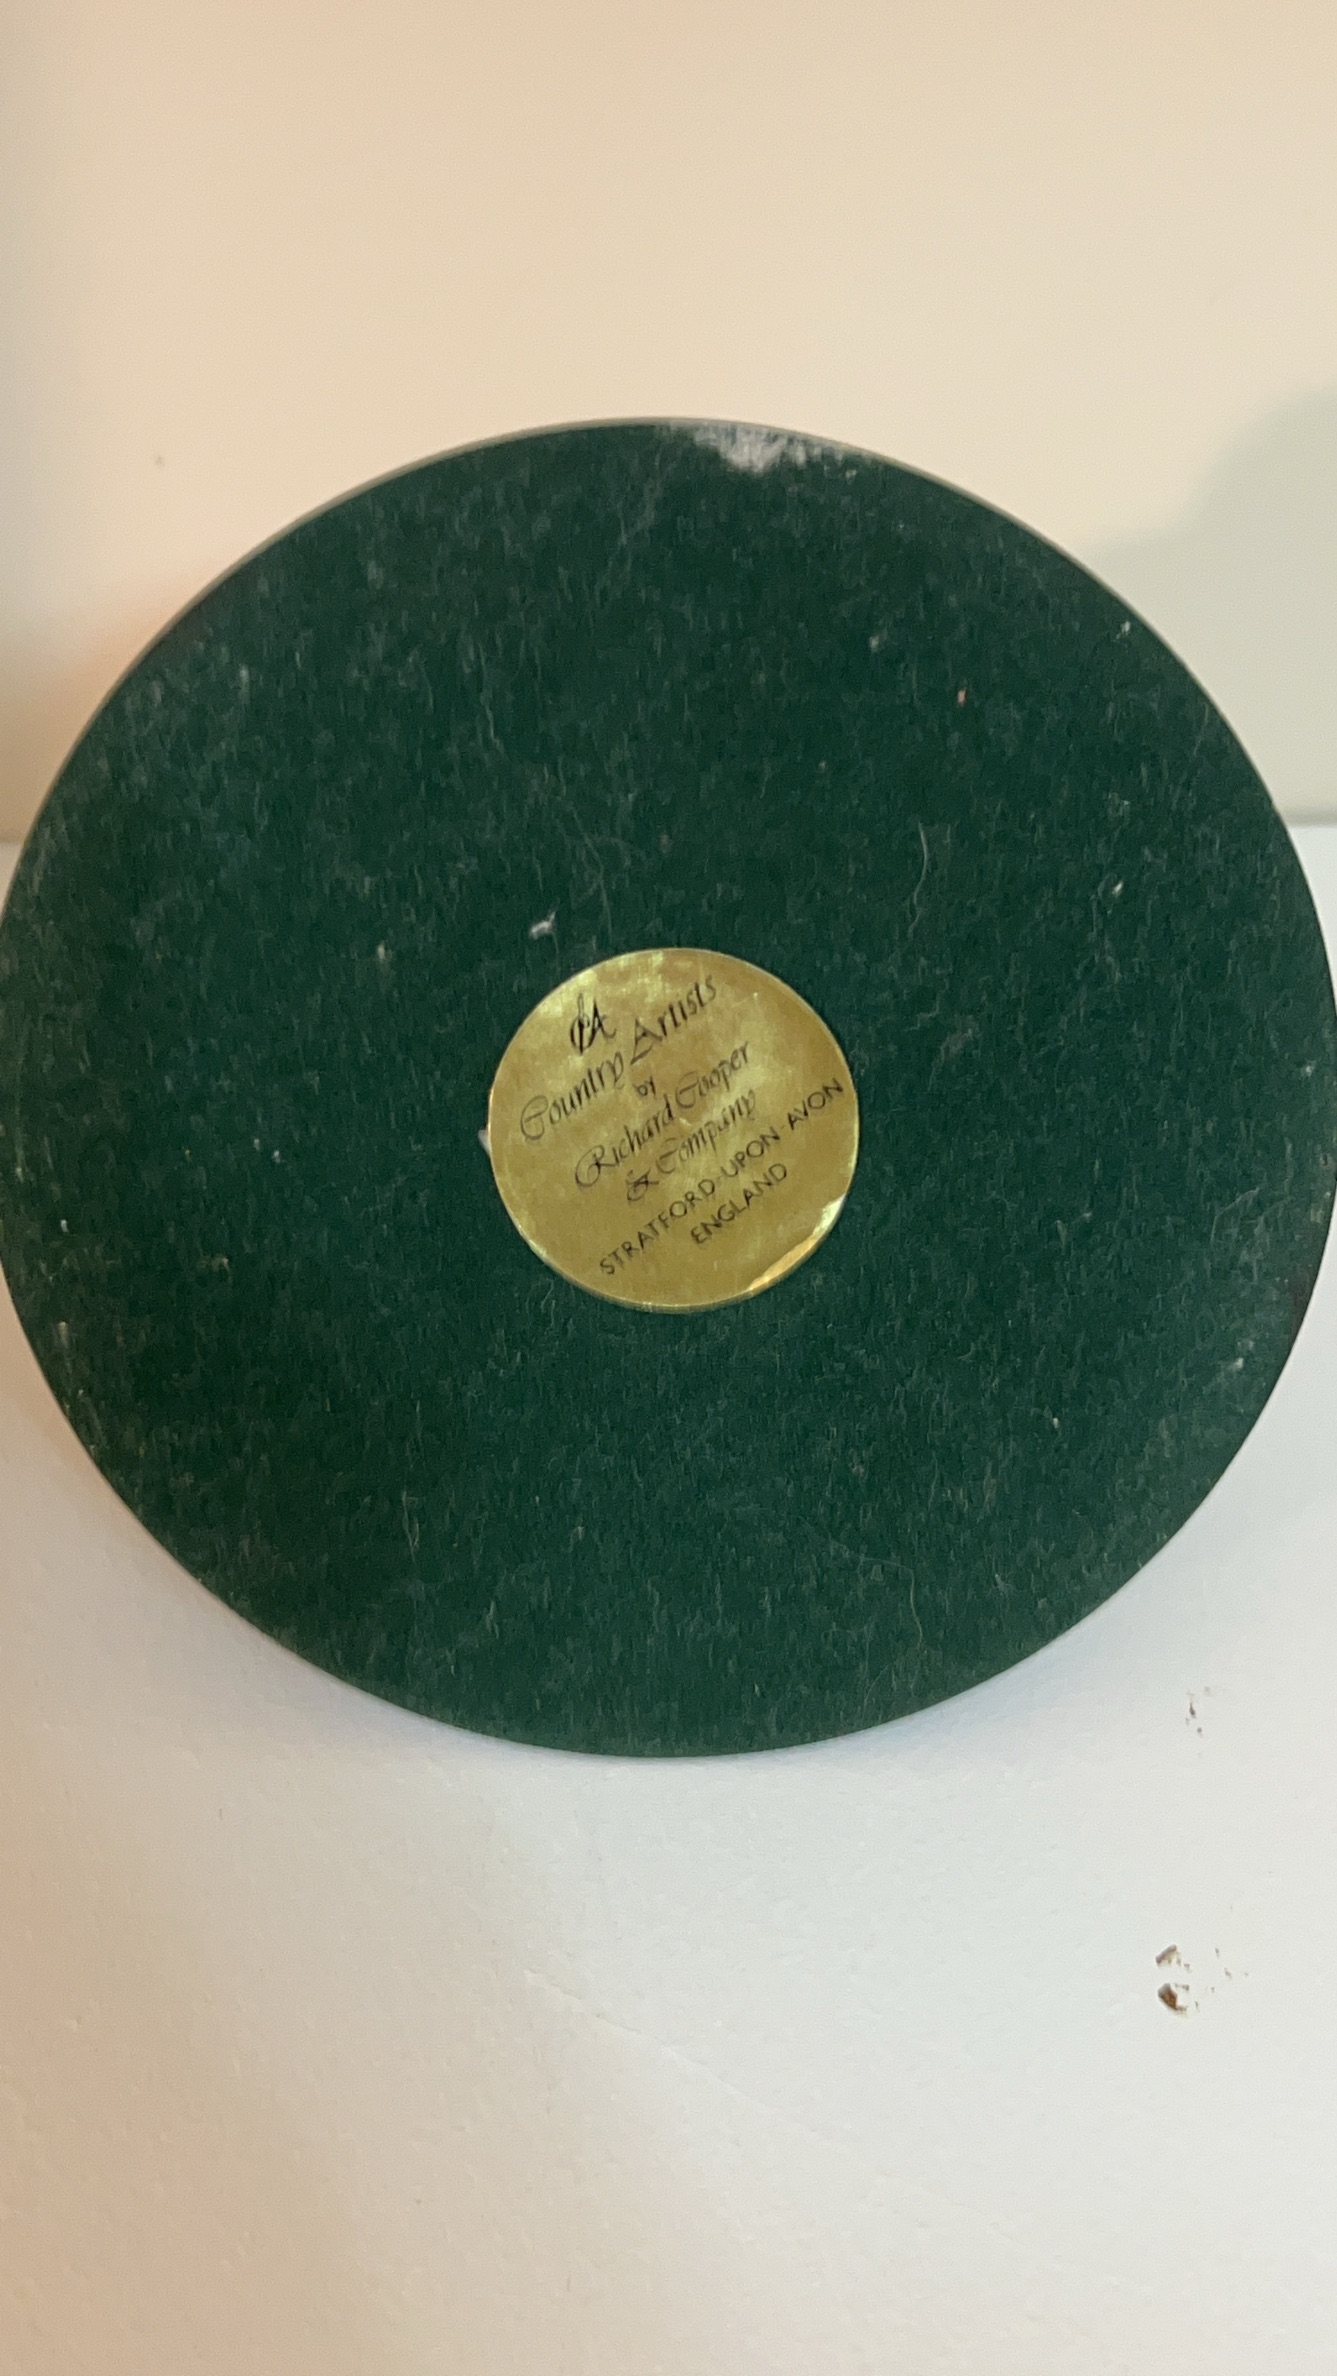 CA
Country Artists
by
Richard Cooper
& Company
STRATFORD-UPON-AVON
ENGLAND